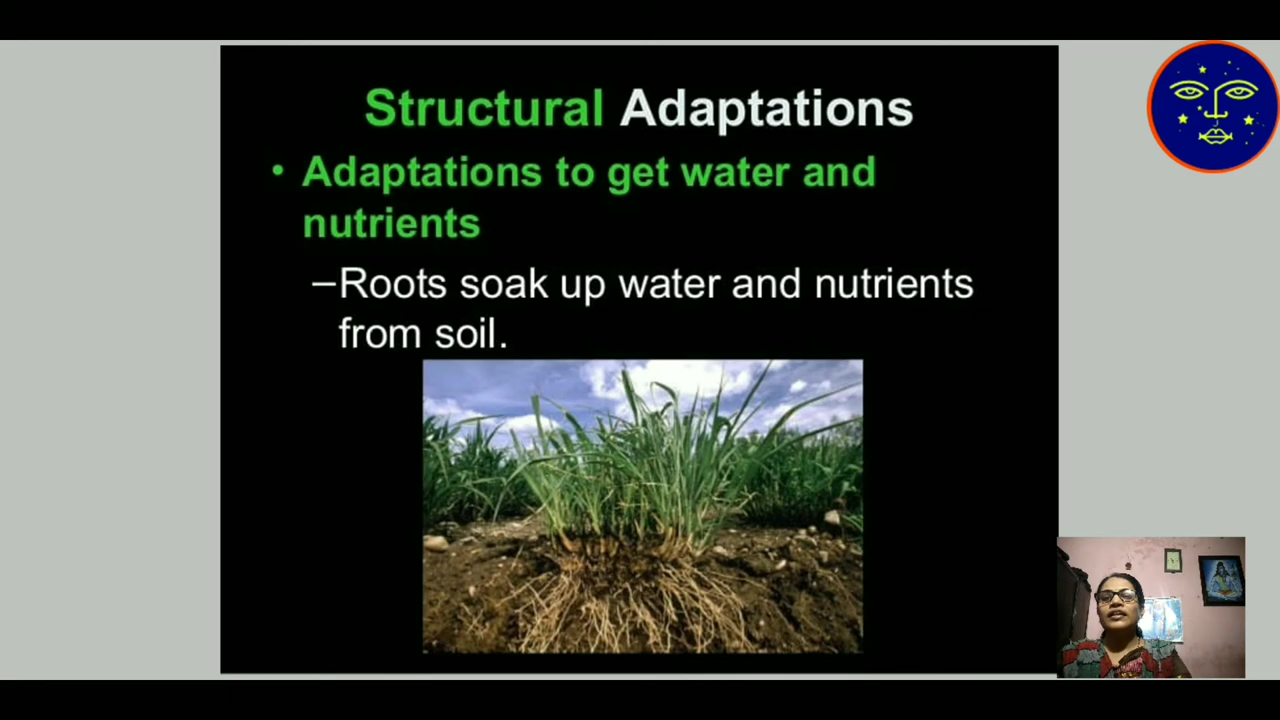 Structural Adaptations
• Adaptations to get water and
nutrients
–Roots soak up water and nutrients
from soil.